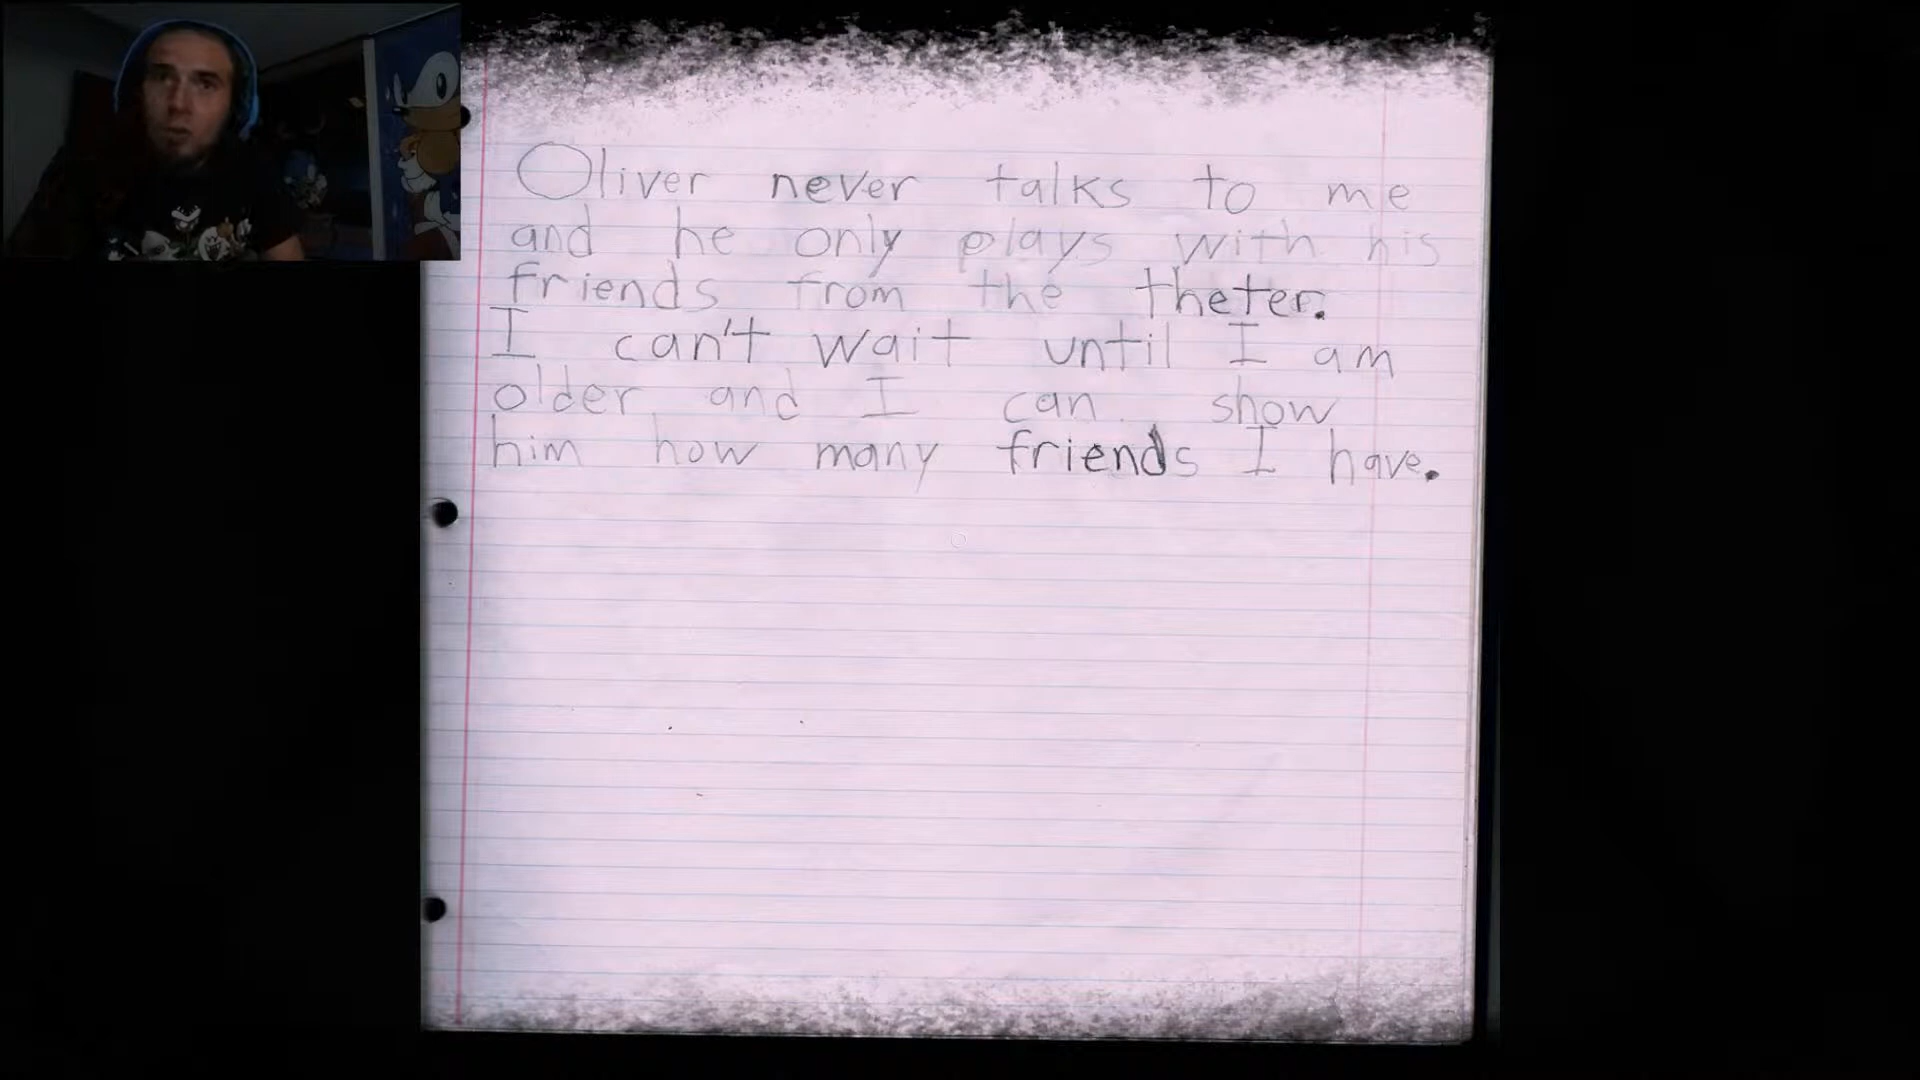 Oliver never talks to me
and he only plays with his
friends from the theter.
I can't wait until I am
older and I can show
him how many friends I have.